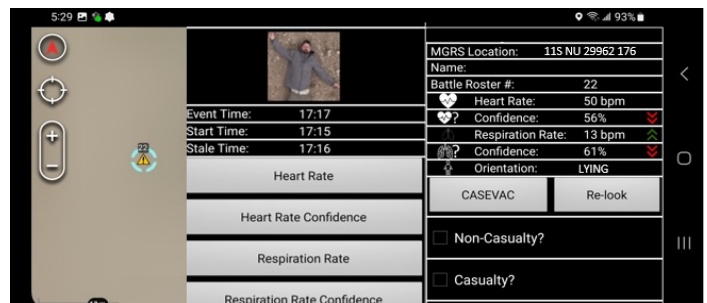 5:29
93%
22
Event Time: 17:17
Start Time: 17:15
Stale Time: 17:16
Heart Rate
Heart Rate Confidence
Respiration Rate
Respiration Rate Confidence
MGRS Location: 11S NU 29962 176
Name:
Battle Roster #: 22
Heart Rate: 50 bpm
? Confidence: 56%
Respiration Rate: 13 bpm
? Confidence: 61%
Orientation: LYING
CASEVAC
Re-look
Non-Casualty?
Casualty?